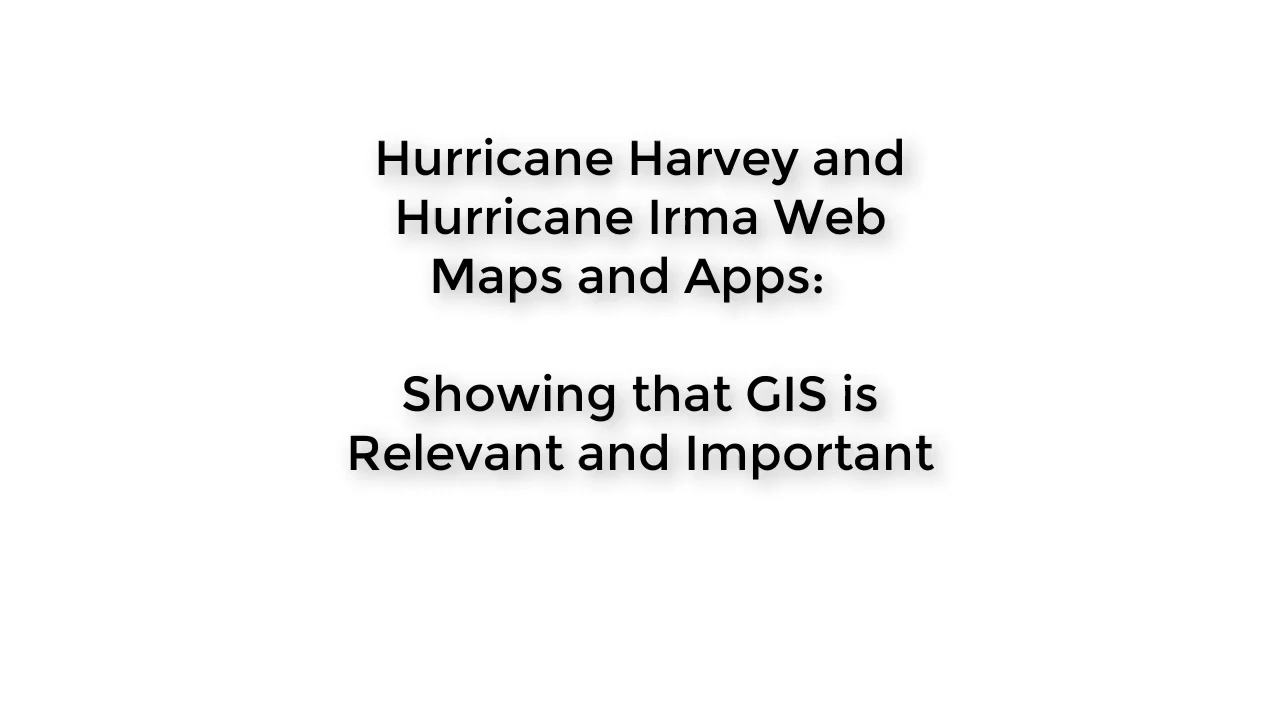 Hurricane Harvey and
Hurricane Irma Web
Maps and Apps:
Showing that GIS is
Relevant and Important